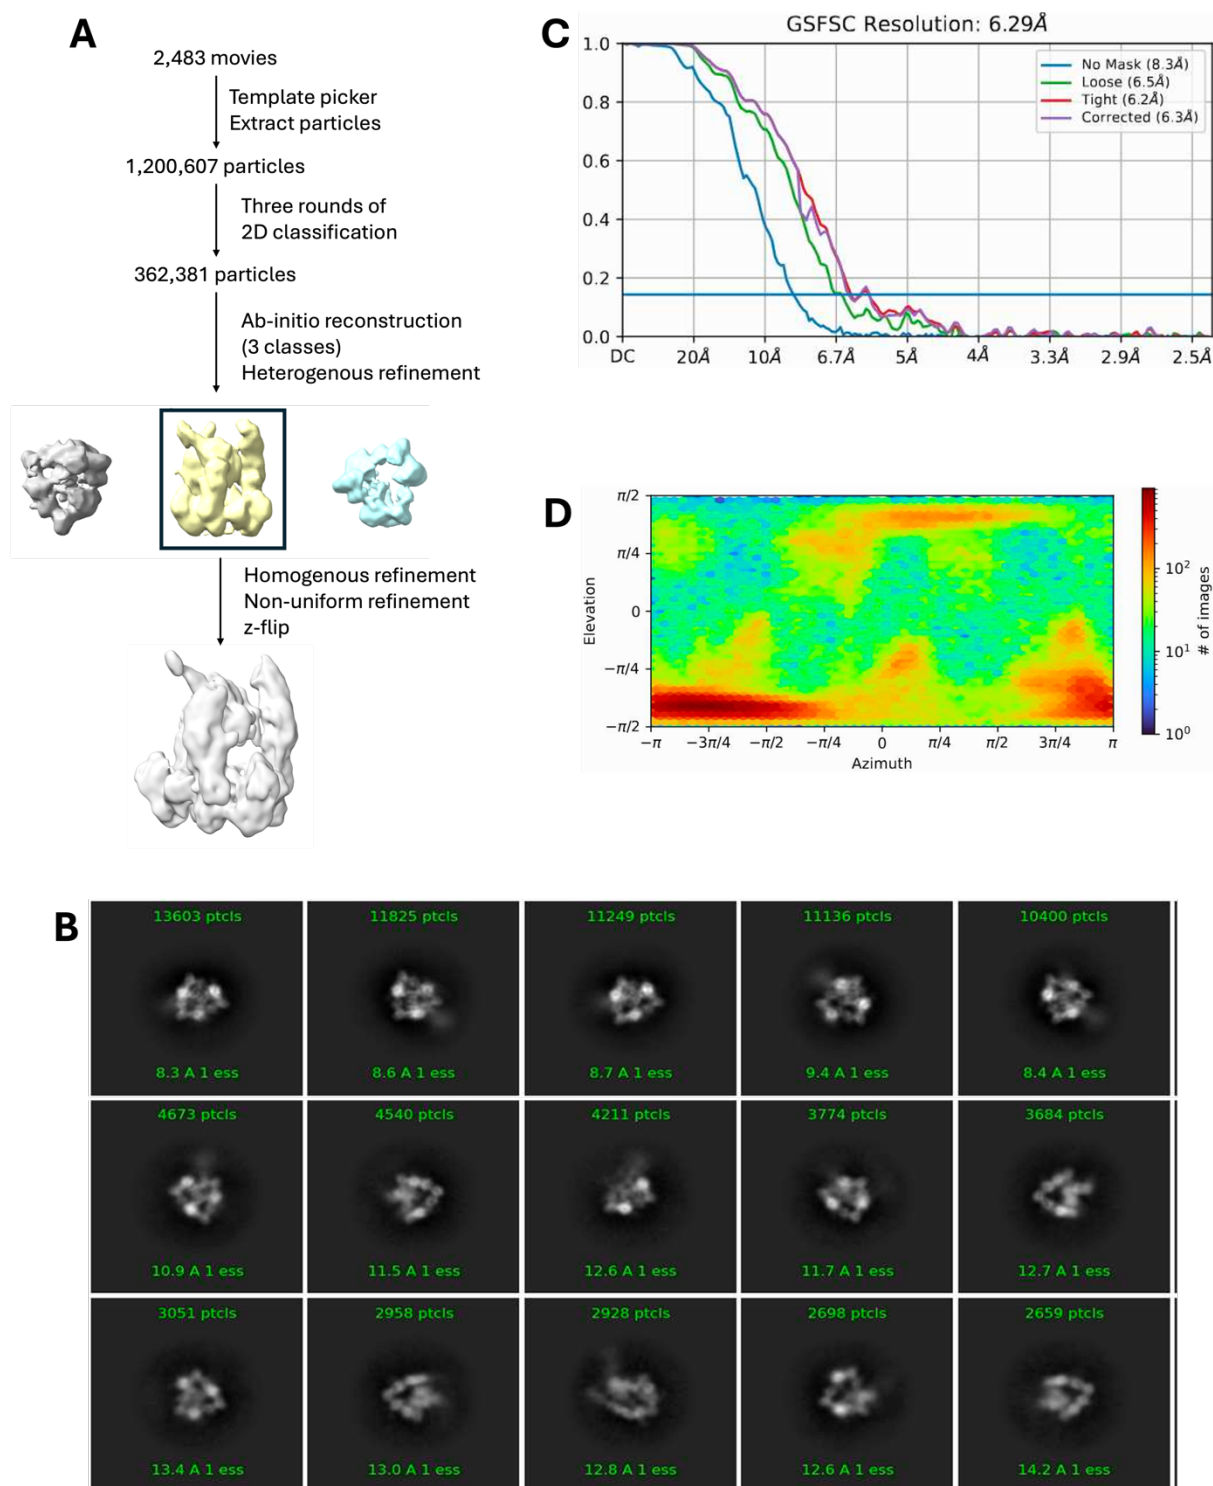 A
2,483 movies
Template picker
Extract particles
1,200,607 particles
Three rounds of
2D classification
362,381 particles
Ab-initio reconstruction
(3 classes)
Heterogenous refinement
Homogenous refinement
Non-uniform refinement
z-flip
C
GSFSC Resolution: 6.29Å
No Mask (8.3Å)
Loose (6.5Å)
Tight (6.2Å)
Corrected (6.3Å)
1.0
0.8
0.6
0.4
0.2
0.0
DC 20Å 10Å 6.7Å 5Å 4Å 3.3Å 2.9Å 2.5Å
D
π/2
π/4
0
−π/4
−π/2
Elevation
−π −3π/4 −π/2 −π/4 0 π/4 π/2 3π/4 π
Azimuth
10²
10¹
10⁰
# of images
B
13603 ptcls 11825 ptcls 11249 ptcls 11136 ptcls 10400 ptcls
8.3 A 1 ess 8.6 A 1 ess 8.7 A 1 ess 9.4 A 1 ess 8.4 A 1 ess
4673 ptcls 4540 ptcls 4211 ptcls 3774 ptcls 3684 ptcls
10.9 A 1 ess 11.5 A 1 ess 12.6 A 1 ess 11.7 A 1 ess 12.7 A 1 ess
3051 ptcls 2958 ptcls 2928 ptcls 2698 ptcls 2659 ptcls
13.4 A 1 ess 13.0 A 1 ess 12.8 A 1 ess 12.6 A 1 ess 14.2 A 1 ess